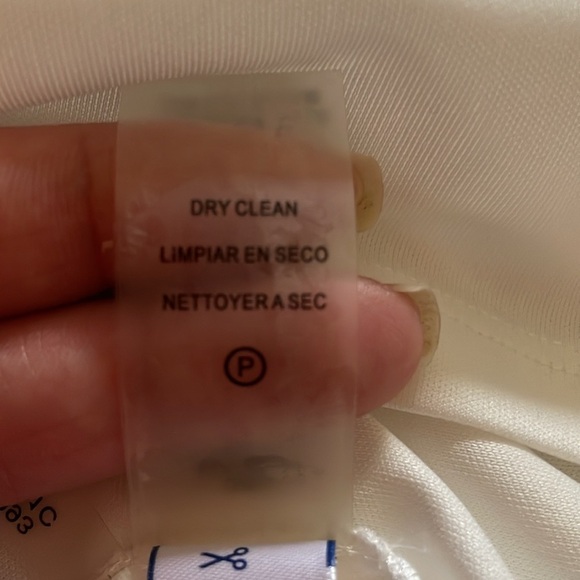 DRY CLEAN
LIMPIAR EN SECO
NETTOYER A SEC
P